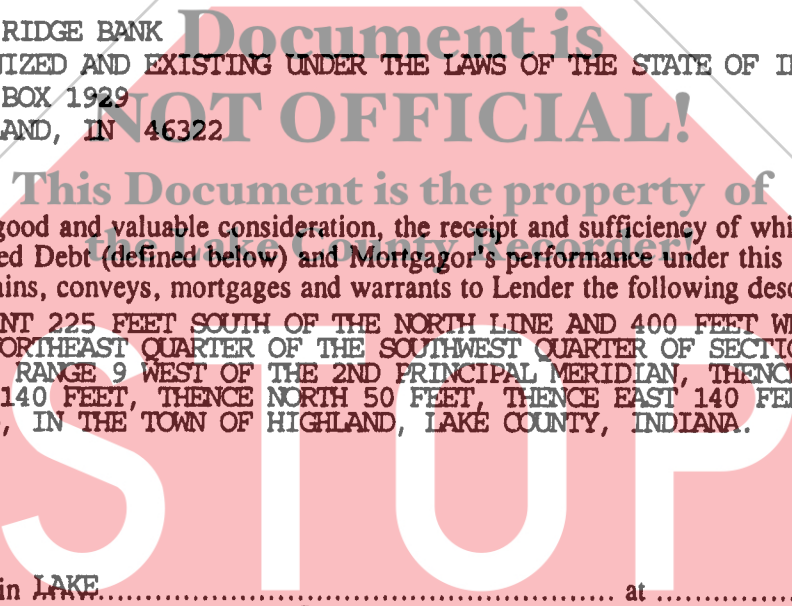 RIDGE BANK
Document is
IZED AND EXISTING UNDER THE LAWS OF THE STATE OF I
BOX 1929
NOT OFFICIAL!
AND, IN 46322
This Document is the property of
good and valuable consideration, the receipt and sufficiency of whi
the Lake County Recorder!
ed Debt (defined below) and Mortgagor's performance under this
ins, conveys, mortgages and warrants to Lender the following desc
NT 225 FEET SOUTH OF THE NORTH LINE AND 400 FEET WE
ORTHEAST QUARTER OF THE SOUTHWEST QUARTER OF SECTIO
RANGE 9 WEST OF THE 2ND PRINCIPAL MERIDIAN, THENC
140 FEET, THENCE NORTH 50 FEET, THENCE EAST 140 FEE
, IN THE TOWN OF HIGHLAND, LAKE COUNTY, INDIANA.
STOP
in LAKE.................................................................. at ................